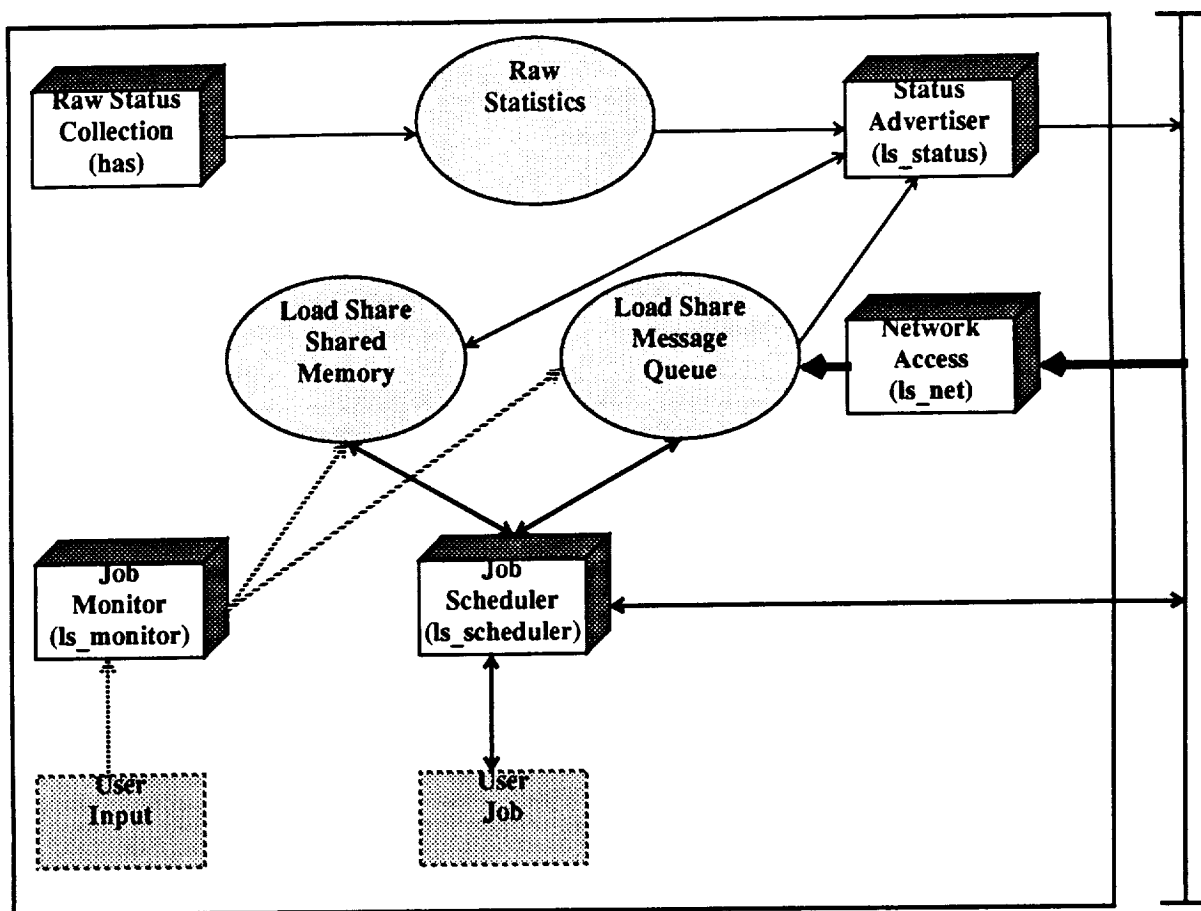 Raw Status
Collection
(has)
Raw
Statistics
Status
Advertiser
(ls_status)
Load Share
Shared
Memory
Load Share
Message
Queue
Network
Access
(ls_net)
Job
Monitor
(ls_monitor)
Job
Scheduler
(ls_scheduler)
User
Input
User
Job